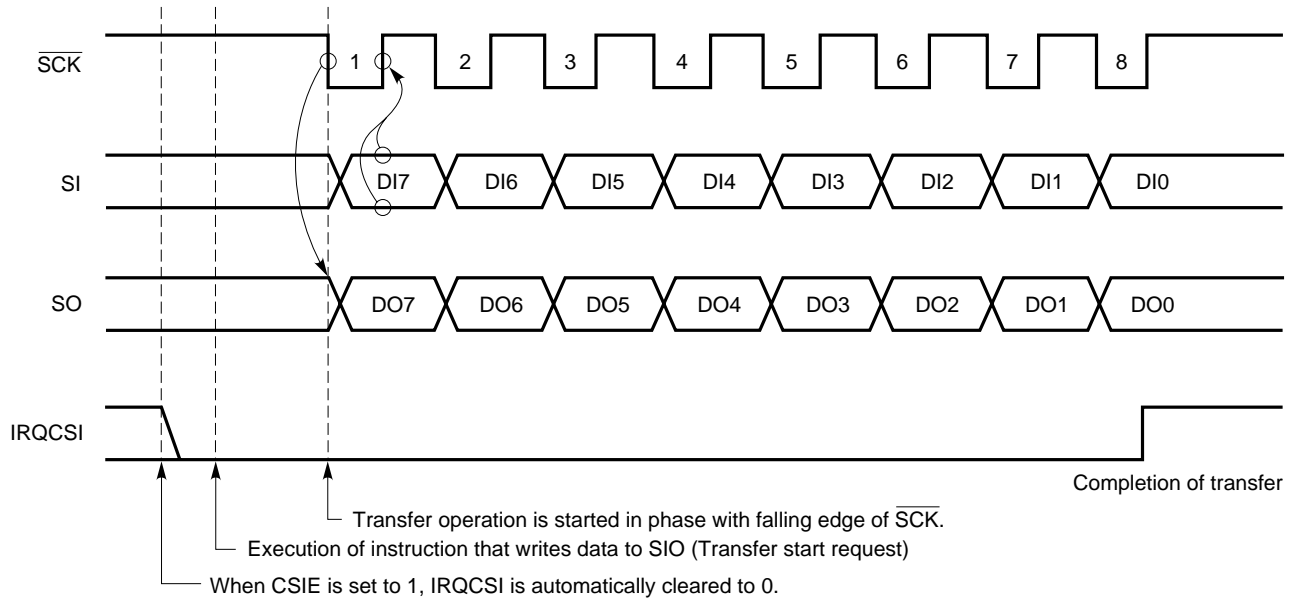 SCK 1 2 3 4 5 6 7 8
SI DI7 DI6 DI5 DI4 DI3 DI2 DI1 DI0
SO DO7 DO6 DO5 DO4 DO3 DO2 DO1 DO0
IRQCSI
Completion of transfer
Transfer operation is started in phase with falling edge of SCK.
Execution of instruction that writes data to SIO (Transfer start request)
When CSIE is set to 1, IRQCSI is automatically cleared to 0.